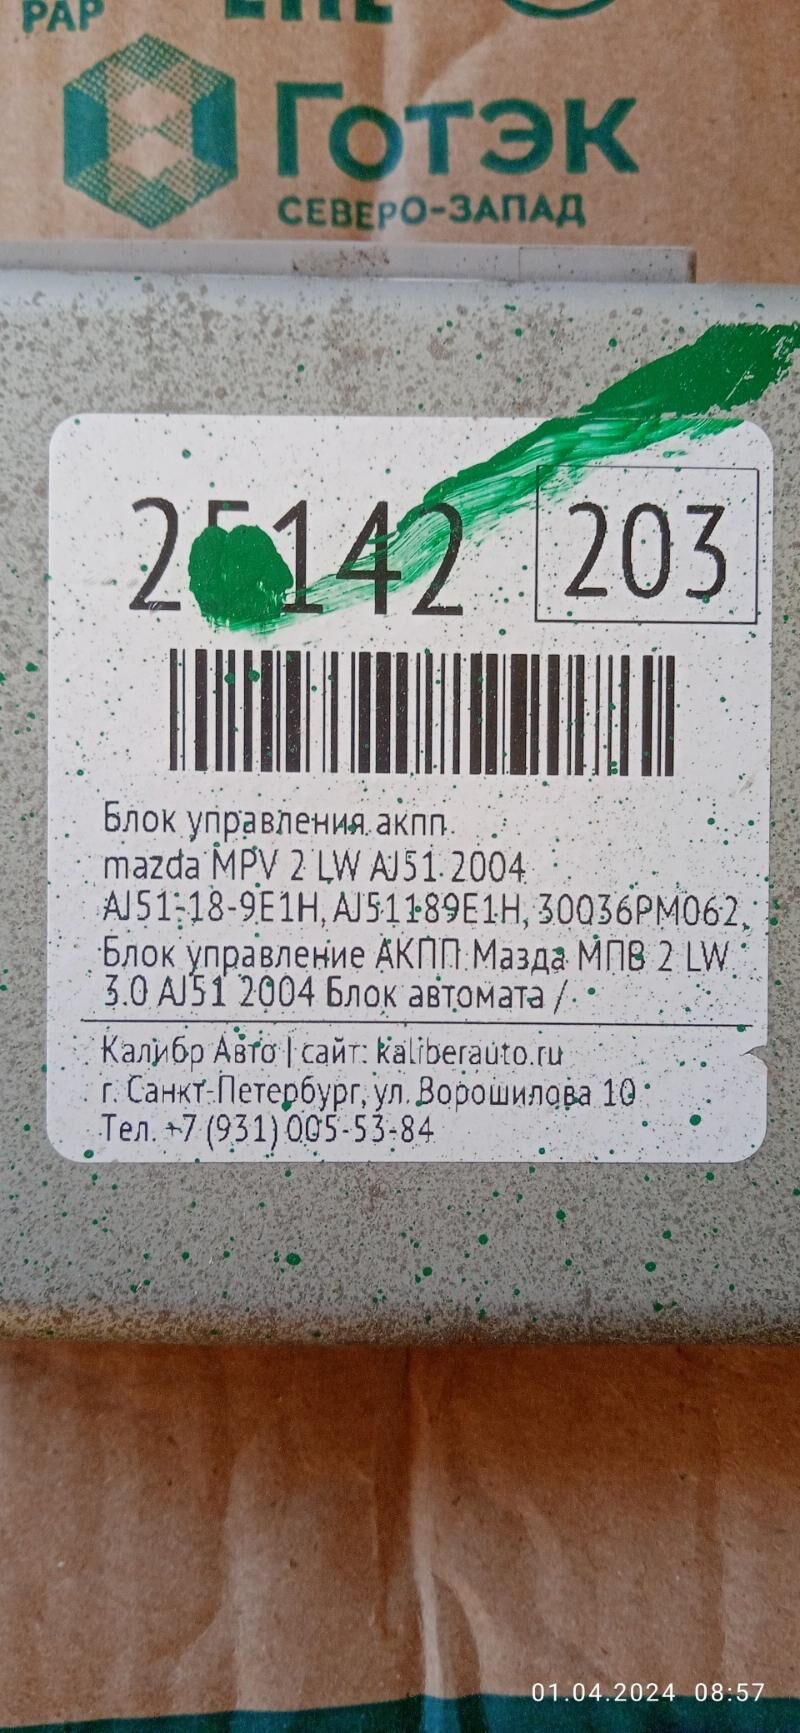 PAP
ГОТЭК
СЕВЕРО-ЗАПАД
203
Блок управления акпп.
mazda MPV 2 LW AJ51 2004
AJ51-18-9E1H, AJ51189E1H, 30036PM062,
Блок управление АКПП Мазда МПВ 2 LW
3.0 AJ51 2004 Блок автомата /
Калибр Авто | сайт: kaliberauto.ru
г. Санкт-Петербург, ул. Ворошилова 10
Тел. +7 (931) 005-53-84
01.04.2024 08:57